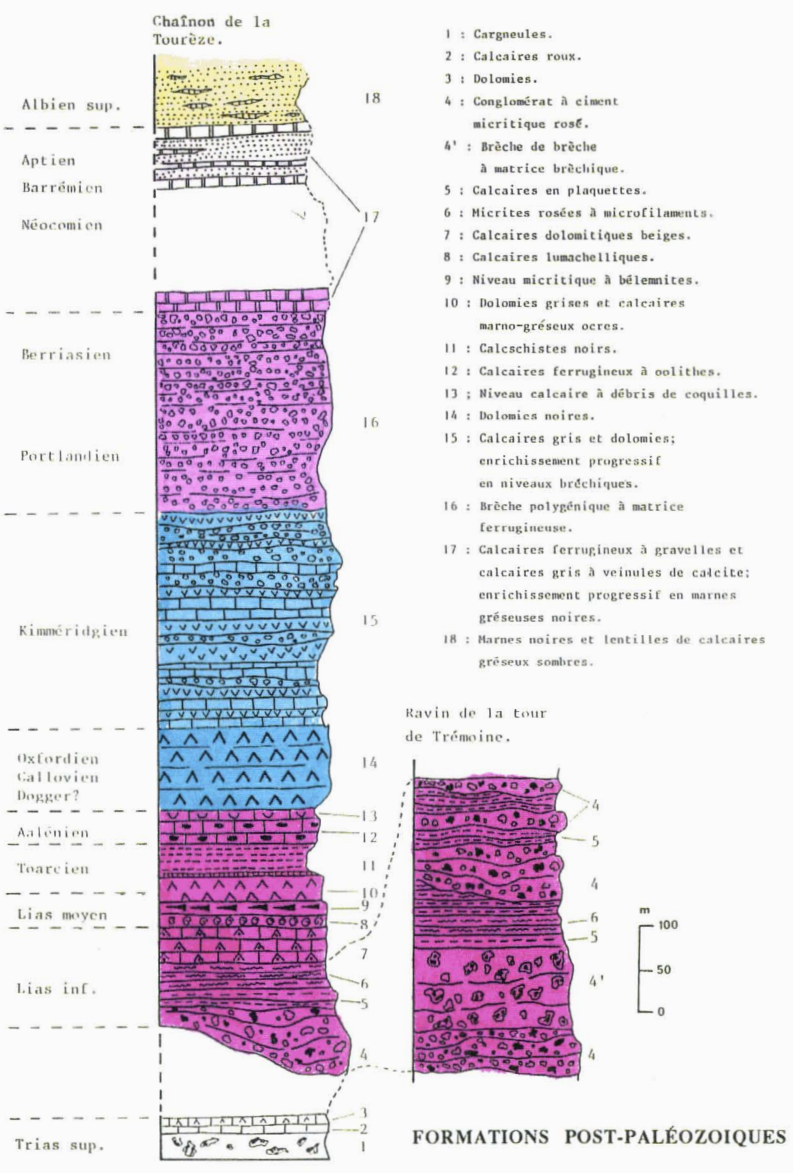 Chaînon de la
Tourèze.
Albien sup.
Aptien
Barrémien
Néocomien
Berriasien
Portlandien
Kimméridgien
Oxfordien
Callovien
Dogger?
Aalénien
Toarcien
Lias moyen
Lias inf.
Trias sup.
18
17
16
15
14
13
12
11
10
9
8
7
6
5
4
3
2
1
1 : Cargneules.
2 : Calcaires roux.
3 : Dolomies.
4 : Conglomérat à ciment
micritique rosé.
4' : Brèche de brèche
à matrice brèchique.
5 : Calcaires en plaquettes.
6 : Micrites rosées à microfilaments.
7 : Calcaires dolomitiques beiges.
8 : Calcaires lumachelliques.
9 : Niveau micritique à bélemnites.
10 : Dolomies grises et calcaires
marno-gréseux ocres.
11 : Calcschistes noirs.
12 : Calcaires ferrugineux à oolithes.
13 ; Niveau calcaire à débris de coquilles.
14 : Dolomies noires.
15 : Calcaires gris et dolomies;
enrichissement progressif
en niveaux bréchiques.
16 : Brèche polygénique à matrice
ferrugineuse.
17 : Calcaires ferrugineux à gravelles et
calcaires gris à veinules de calcite;
enrichissement progressif en marnes
gréseuses noires.
18 : Marnes noires et lentilles de calcaires
gréseux sombres.
Ravin de la tour
de Trémoine.
4
5
4
6
5
4'
4
m
100
50
0
FORMATIONS POST-PALÉOZOIQUES